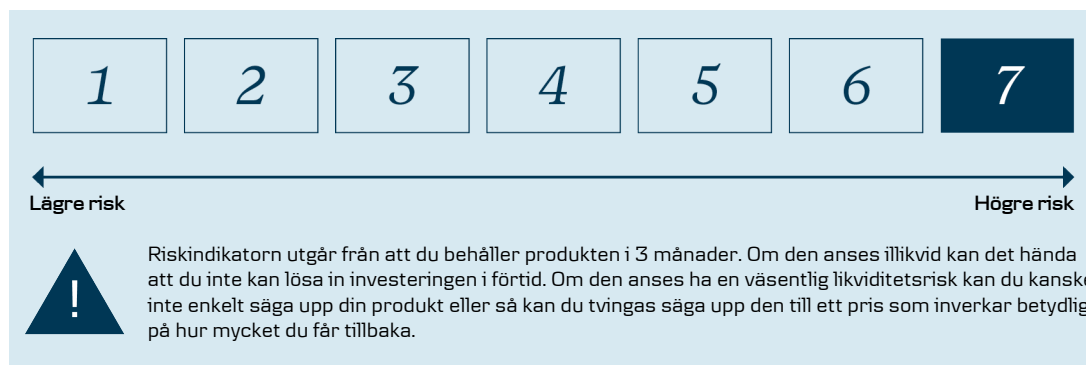 1 2 3 4 5 6 7
Lägre risk Högre risk
Riskindikatorn utgår från att du behåller produkten i 3 månader. Om den anses illikvid kan det hända
att du inte kan lösa in investeringen i förtid. Om den anses ha en väsentlig likviditetsrisk kan du kanske
inte enkelt säga upp din produkt eller så kan du tvingas säga upp den till ett pris som inverkar betydlig
på hur mycket du får tillbaka.
!